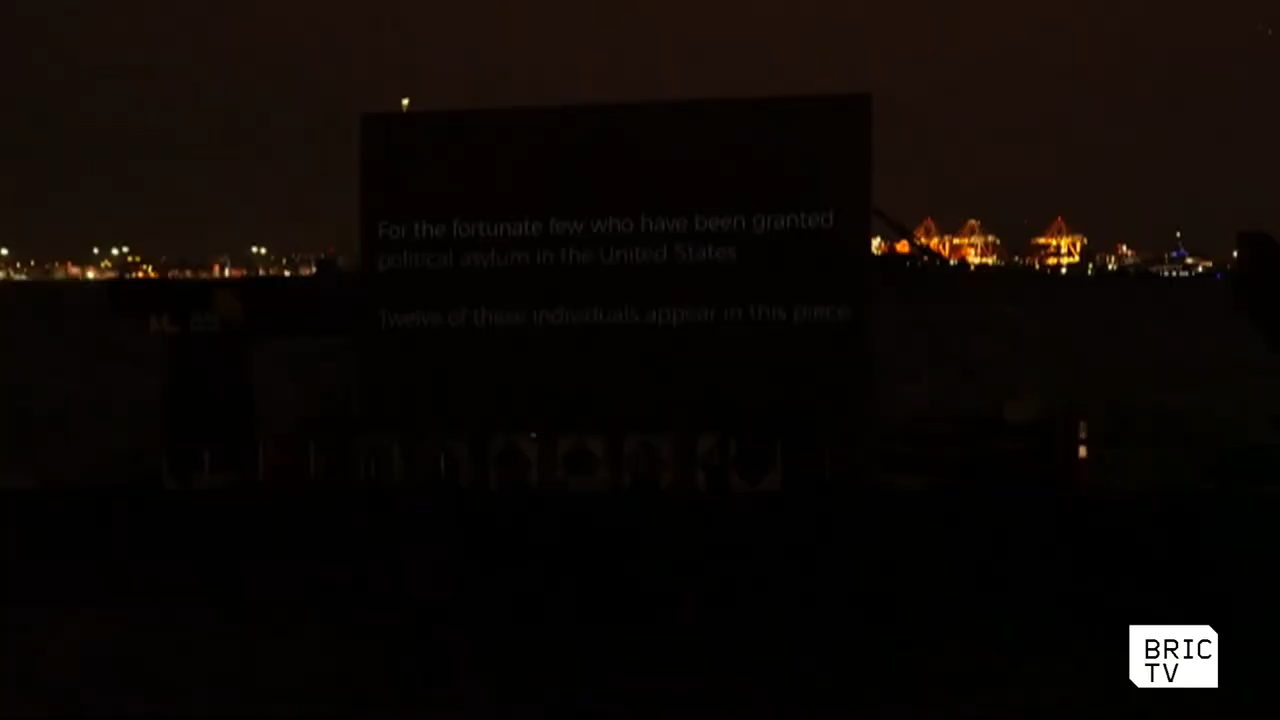 For the fortunate few who have been granted
political asylum in the United States
Twelve of these individuals appear in this piece
BRIC
TV